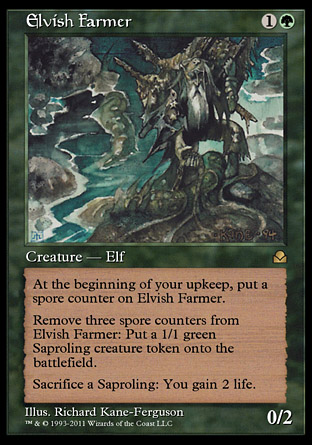 Elvish Farmer 1
Creature — Elf
At the beginning of your upkeep, put a
spore counter on Elvish Farmer.
Remove three spore counters from
Elvish Farmer: Put a 1/1 green
Saproling creature token onto the
battlefield.
Sacrifice a Saproling: You gain 2 life.
Illus. Richard Kane-Ferguson
™ & © 1993-2011 Wizards of the Coast LLC
0/2